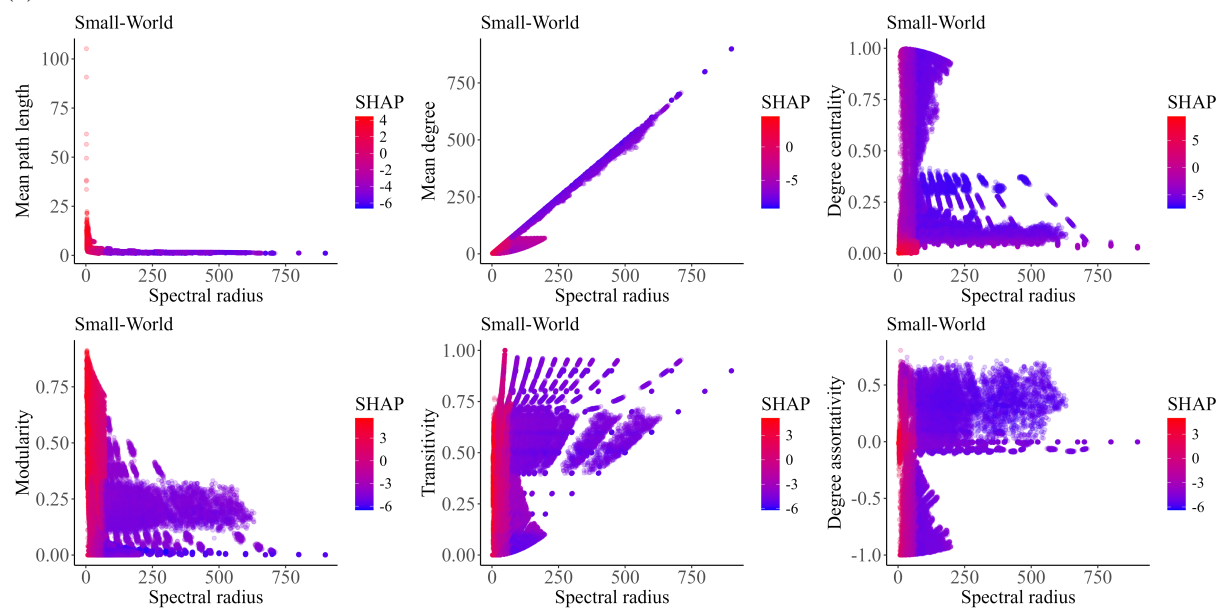 Small-World
Mean path length
100
75
50
25
0
0 250 500 750
Spectral radius
SHAP
4
2
0
-2
-4
-6
Small-World
Mean degree
750
500
250
0
0 250 500 750
Spectral radius
SHAP
0
-5
Small-World
Degree centrality
1.00
0.75
0.50
0.25
0.00
0 250 500 750
Spectral radius
SHAP
5
0
-5
Small-World
Modularity
0.75
0.50
0.25
0.00
0 250 500 750
Spectral radius
SHAP
3
0
-3
-6
Small-World
Transitivity
1.00
0.75
0.50
0.25
0.00
0 250 500 750
Spectral radius
SHAP
3
0
-3
-6
Small-World
Degree assortativity
0.5
0.0
-0.5
-1.0
0 250 500 750
Spectral radius
SHAP
3
0
-3
-6